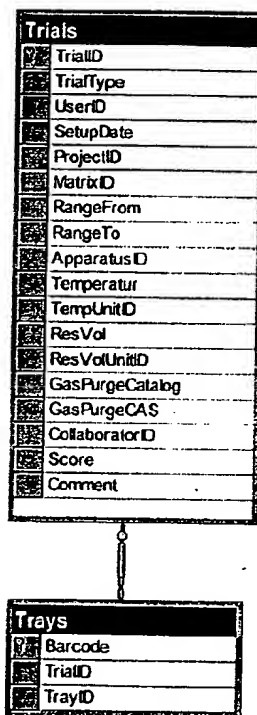 Trials
TrialID
TrialType
UserID
SetupDate
ProjectID
MatrixID
RangeFrom
RangeTo
ApparatusID
Temperatur
TempUnitID
ResVol
ResVolUnitID
GasPurgeCatalog
GasPurgeCAS
CollaboratorID
Score
Comment
Trays
Barcode
TrialID
TrayID